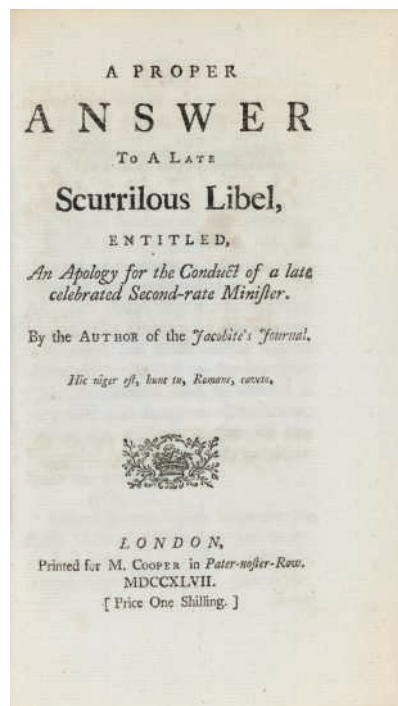 A PROPER
ANSWER
TO A LATE
Scurrilous Libel,
ENTITLED,
An Apology for the Conduct of a late
celebrated Second-rate Miniſter.
By the AUTHOR of the Jacobite's Journal.
Hic niger eſt, hunc tu, Romane, caveto.
LONDON,
Printed for M. COOPER in Pater-noſter-Row.
MDCCXLVII.
[ Price One Shilling. ]